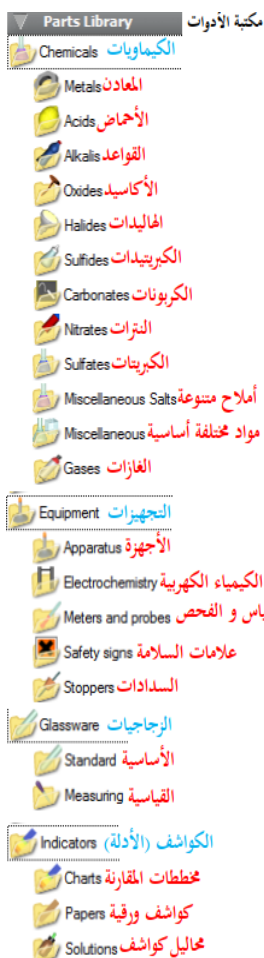 Parts Library مكتبة الأدوات
Chemicals الكيماويات
Metals المعادن
Acids الأحماض
Alkalis القواعد
Oxides الأكاسيد
Halides الهاليدات
Sulfides الكبريتيدات
Carbonates الكربونات
Nitrates النترات
Sulfates الكبريتات
Miscellaneous Salts أملاح متنوعة
Miscellaneous مواد مختلفة أساسية
Gases الغازات
Equipment التجهيزات
Apparatus الأجهزة
Electrochemistry الكيمياء الكهربية
Meters and probes و الفحص
Safety signs علامات السلامة
Stoppers السدادات
Glassware الزجاجيات
Standard الأساسية
Measuring القياسية
Indicators الكواشف (الأدلة)
Charts مخططات المقارنة
Papers كواشف ورقية
Solutions محاليل كواشف